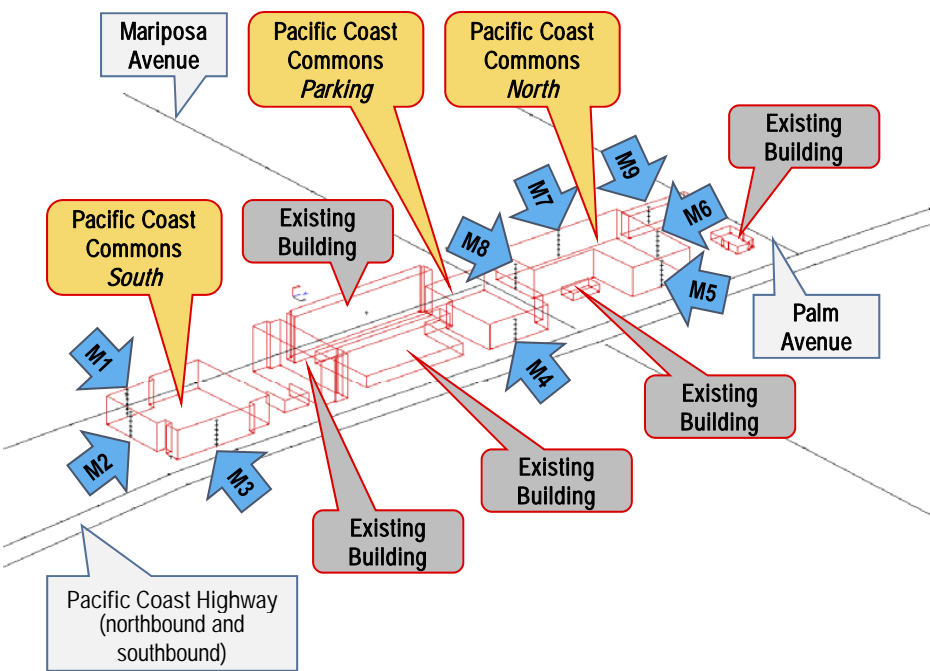 Mariposa
Avenue
Pacific Coast
Commons
Parking
Pacific Coast
Commons
North
Existing
Building
M9
M7
M6
Pacific Coast
Commons
South
Existing
Building
M8
M5
Palm
Avenue
M1
M4
Existing
Building
M2
M3
Existing
Building
Existing
Building
Pacific Coast Highway
(northbound and
southbound)